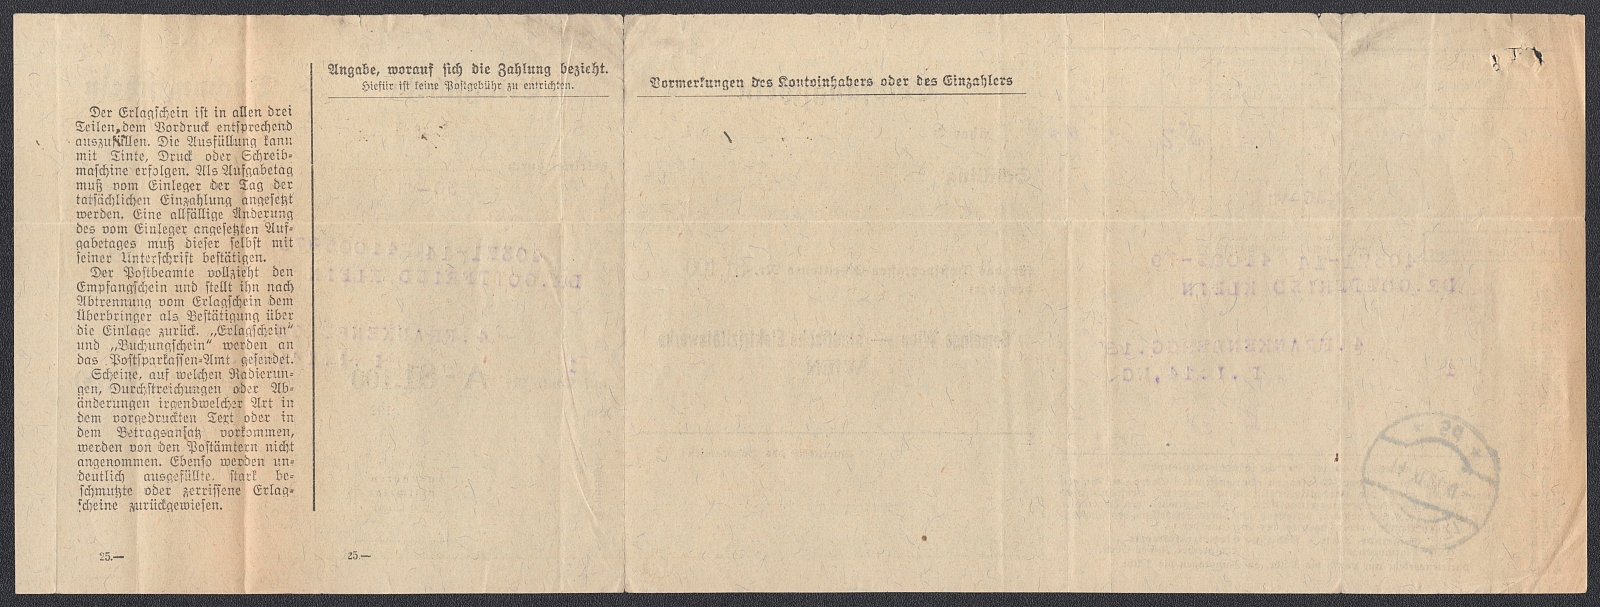 Der Erlagschein ist in allen drei
Teilen dem Vordruck entsprechend
auszufüllen. Die Ausfüllung kann
mit Tinte, Druck oder Schreib-
maschine erfolgen. Als Aufgabetag
muß vom Einleger der Tag der
tatsächlichen Einzahlung angesetzt
werden. Eine allfällige Änderung
des vom Einleger angesetzten Auf-
gabetages muß dieser selbst mit
seiner Unterschrift bestätigen.
Der Postbeamte vollzieht den
Empfangschein und stellt ihn nach
Abtrennung vom Erlagschein dem
Überbringer als Bestätigung über
die Einlage zurück. „Erlagschein"
und „Buchungschein" werden an
das Postsparkassen-Amt gesendet.
Scheine, auf welchen Radierun-
gen, Durchstreichungen oder Ab-
änderungen irgendwelcher Art in
dem vorgedruckten Text oder in
dem Betragsansatz vorkommen,
werden von den Postämtern nicht
angenommen. Ebenso werden un-
deutlich ausgefüllte, stark be-
schmutzte oder zerrissene Erlag-
scheine zurückgewiesen.
25.—
Angabe, worauf sich die Zahlung bezieht.
Hiefür ist keine Postgebühr zu entrichten.
25.—
Vormerkungen des Kontoinhabers oder des Einzahlers